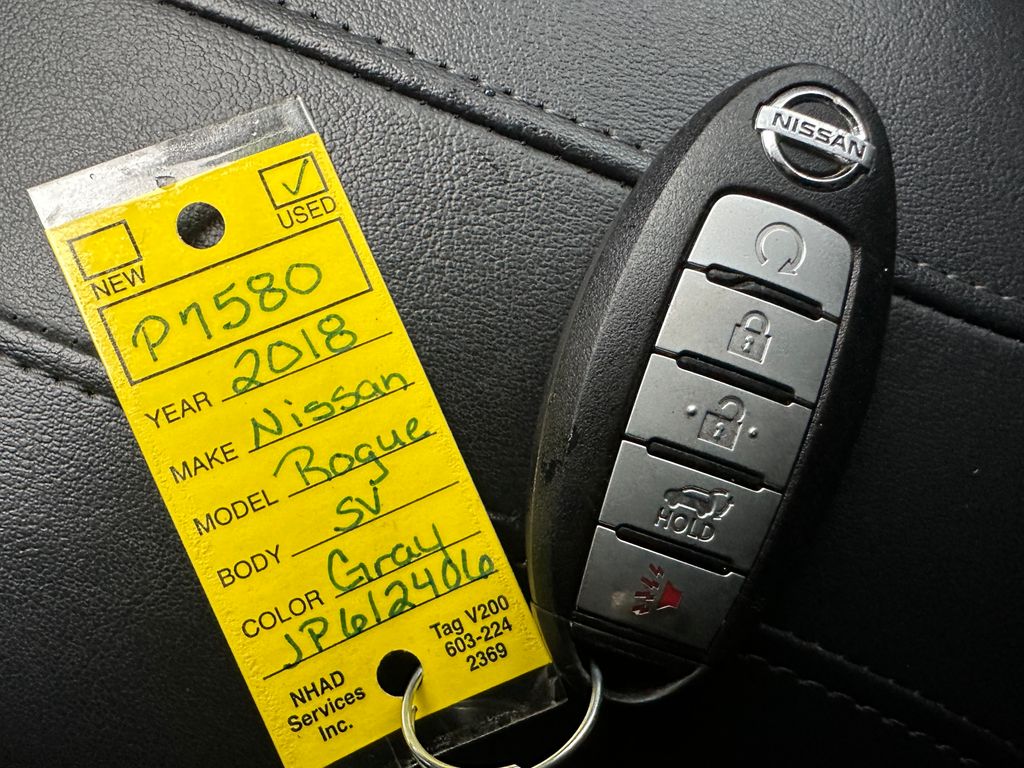 NEW
USED
P7580
YEAR 2018
MAKE Nissan
MODEL Rogue
BODY SV
COLOR Gray
JP612406
NHAD
Services
Inc.
Tag V200
603-224
2369
NISSAN
HOLD